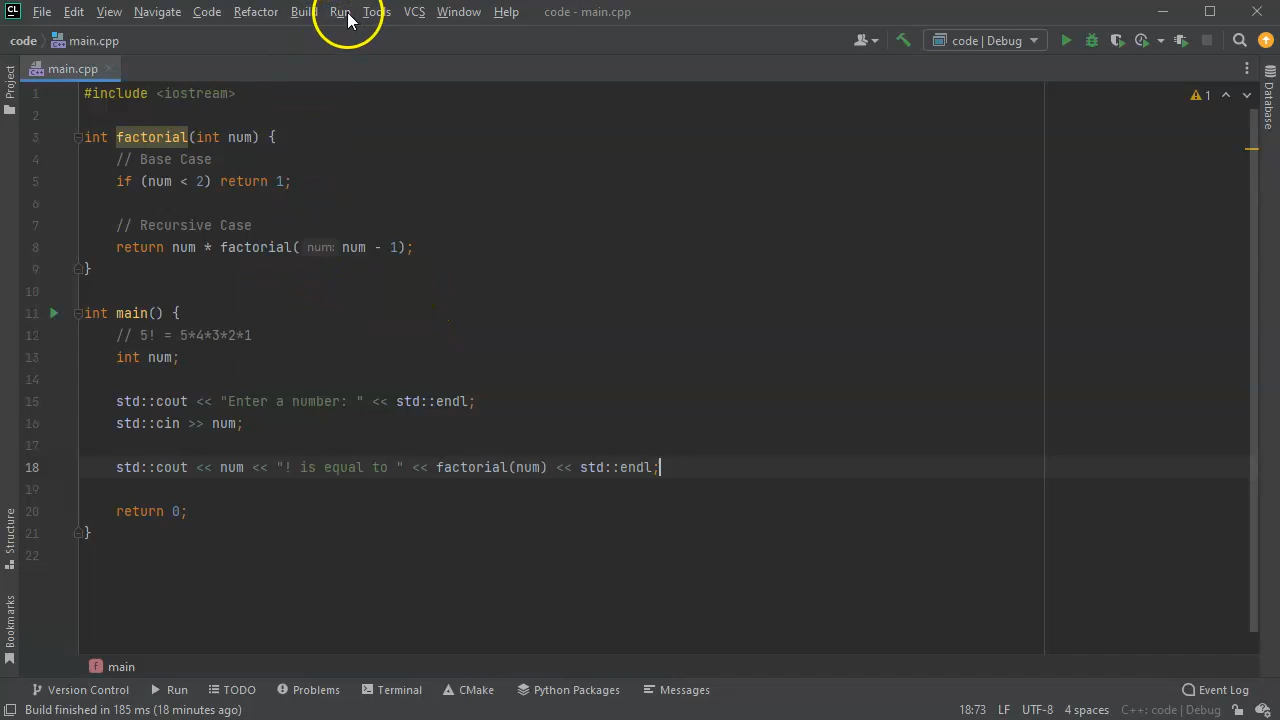 CL File Edit View Navigate Code Refactor Build Run Tools VCS Window Help code - main.cpp
code main.cpp code | Debug
main.cpp
Project
Structure
Bookmarks
Database
1
1 #include <iostream>
2
3 int factorial(int num) {
4 // Base Case
5 if (num < 2) return 1;
6
7 // Recursive Case
8 return num * factorial( num: num - 1);
9 }
10
11 int main() {
12 // 5! = 5*4*3*2*1
13 int num;
14
15 std::cout << "Enter a number: " << std::endl;
16 std::cin >> num;
17
18 std::cout << num << "! is equal to " << factorial(num) << std::endl;
19
20 return 0;
21 }
22
f main
Version Control Run TODO Problems Terminal CMake Python Packages Messages Event Log
Build finished in 185 ms (18 minutes ago) 18:73 LF UTF-8 4 spaces C++: code | Debug